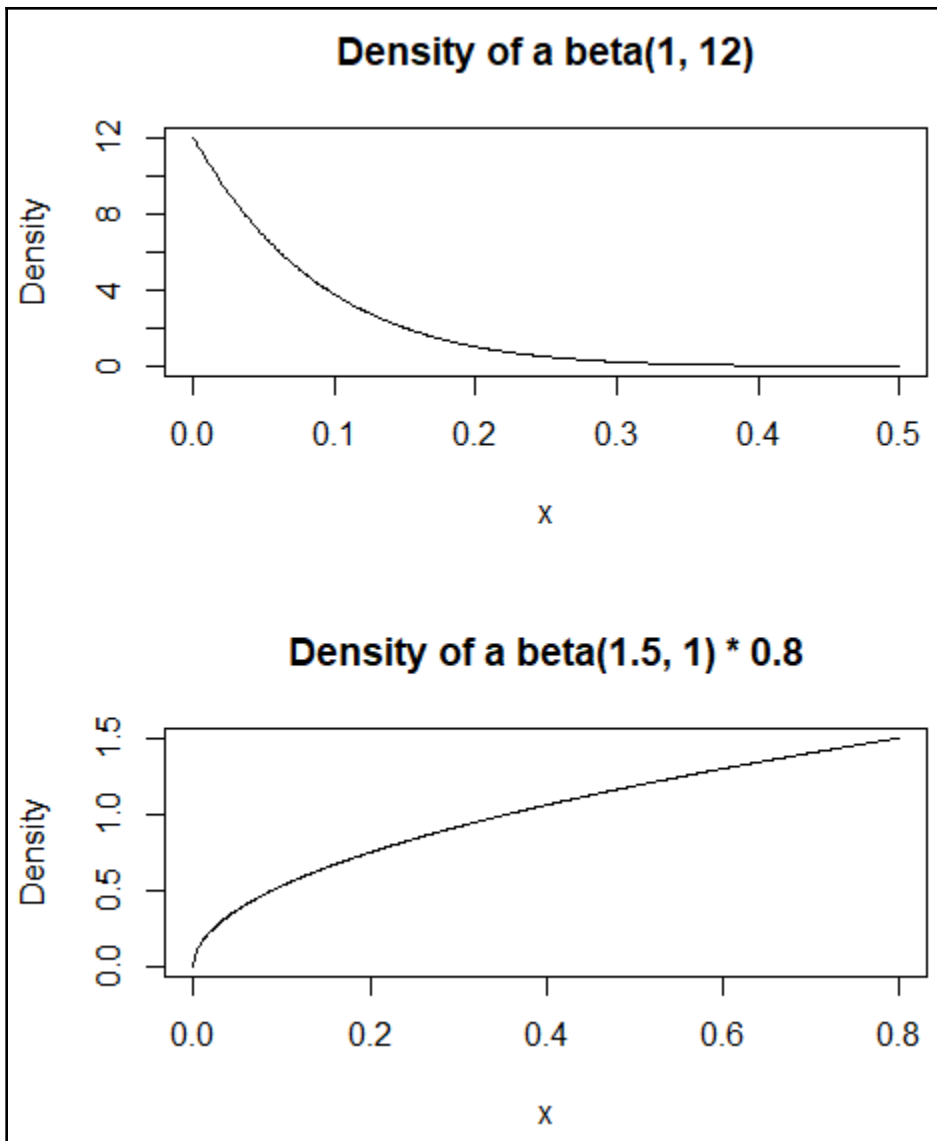 Density of a beta(1, 12)
Density
12
8
4
0
0.0 0.1 0.2 0.3 0.4 0.5
x
Density of a beta(1.5, 1) * 0.8
Density
1.5
1.0
0.5
0.0
0.0 0.2 0.4 0.6 0.8
x